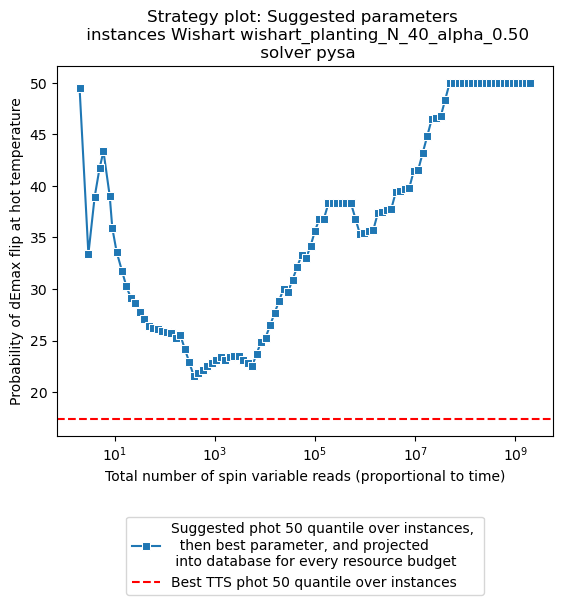 Strategy plot: Suggested parameters
instances Wishart wishart_planting_N_40_alpha_0.50
solver pysa
Probability of dEmax flip at hot temperature
50
45
40
35
30
25
20
10^1
10^3
10^5
10^7
10^9
Total number of spin variable reads (proportional to time)
Suggested phot 50 quantile over instances,
then best parameter, and projected
into database for every resource budget
Best TTS phot 50 quantile over instances